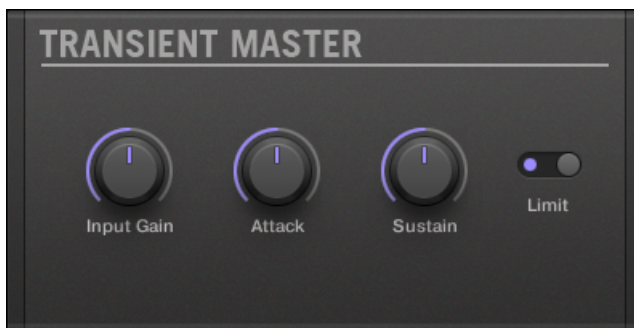 TRANSIENT MASTER
Input Gain
Attack
Sustain
Limit